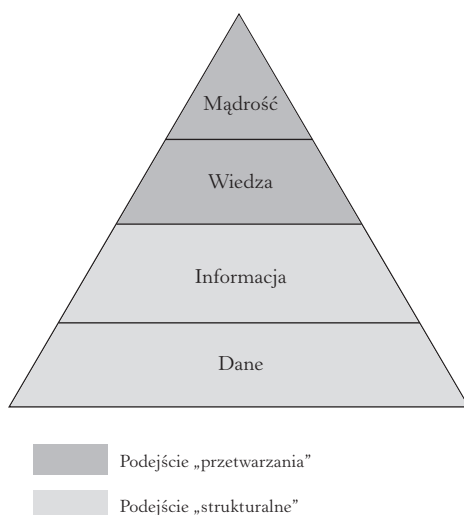 Mądrość
Wiedza
Informacja
Dane
Podejście „przetwarzania”
Podejście „strukturalne”